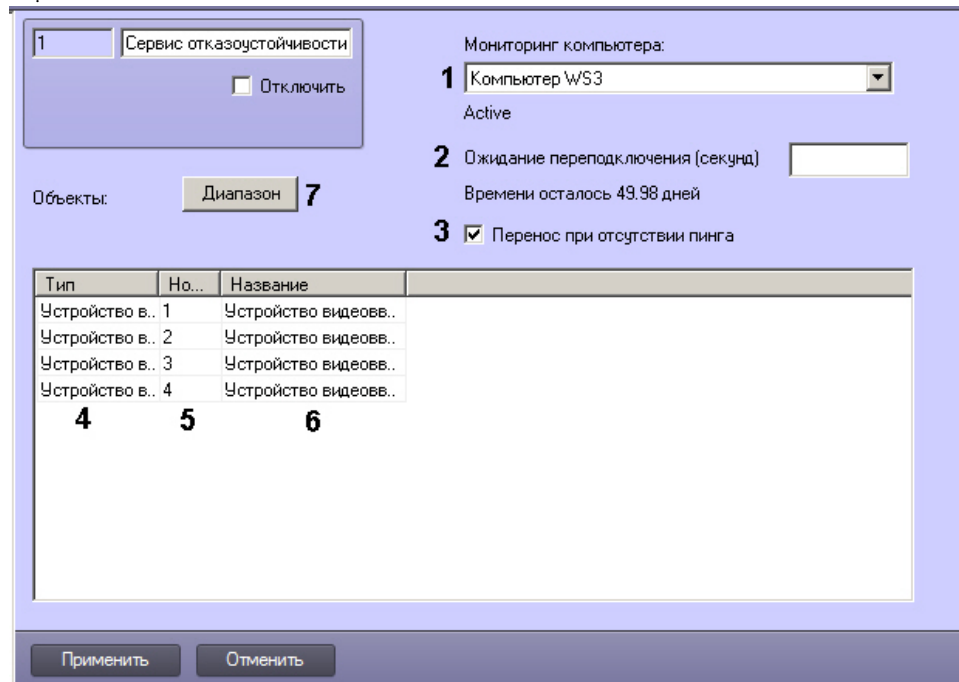 1 Сервис отказоустойчивости
Отключить
Мониторинг компьютера:
1 Компьютер WS3
Active
2 Ожидание переподключения (секунд)
Времени осталось 49.98 дней
3 Перенос при отсутствии пинга
Объекты: Диапазон 7
Тип Но... Название
Устройство в.. 1 Устройство видеовв..
Устройство в.. 2 Устройство видеовв..
Устройство в.. 3 Устройство видеовв..
Устройство в.. 4 Устройство видеовв..
4 5 6
Применить Отменить